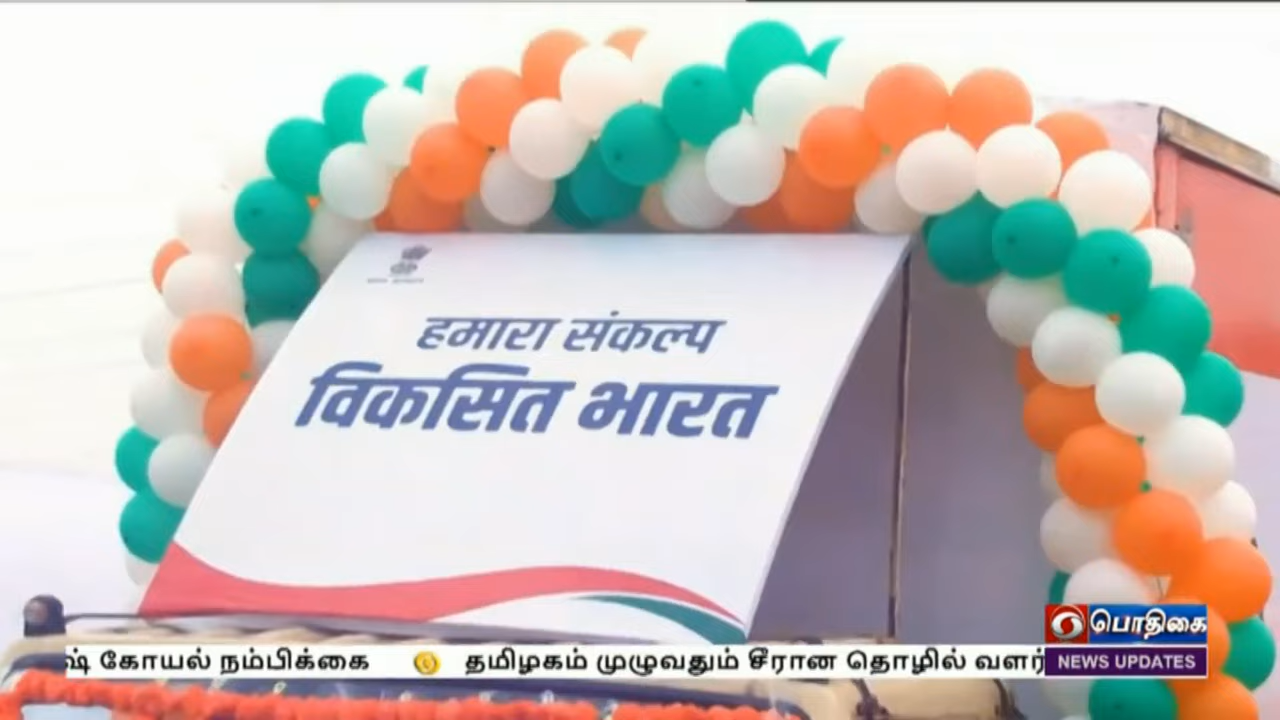 हमारा संकल्प
विकसित भारत
பொதிகை
ஷ் கோயல் நம்பிக்கை
தமிழகம் முழுவதும் சீரான தொழில் வளர்
NEWS UPDATES